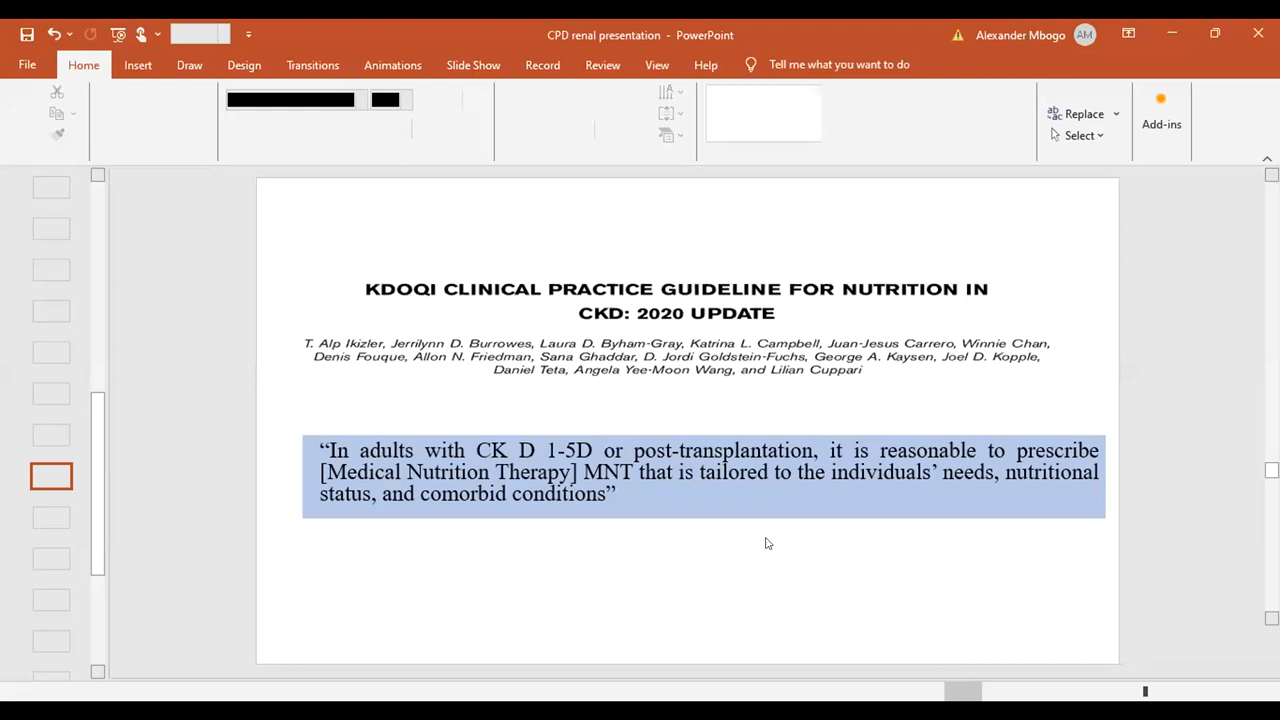 CPD renal presentation - PowerPoint
Alexander Mbogo AM
File Home Insert Draw Design Transitions Animations Slide Show Record Review View Help Tell me what you want to do
Replace
Select
Add-ins
KDOQI CLINICAL PRACTICE GUIDELINE FOR NUTRITION IN
CKD: 2020 UPDATE
T. Alp Ikizler, Jerrilynn D. Burrowes, Laura D. Byham-Gray, Katrina L. Campbell, Juan-Jesus Carrero, Winnie Chan,
Denis Fouque, Allon N. Friedman, Sana Ghaddar, D. Jordi Goldstein-Fuchs, George A. Kaysen, Joel D. Kopple,
Daniel Teta, Angela Yee-Moon Wang, and Lilian Cuppari
“In adults with CK D 1-5D or post-transplantation, it is reasonable to prescribe
[Medical Nutrition Therapy] MNT that is tailored to the individuals’ needs, nutritional
status, and comorbid conditions”